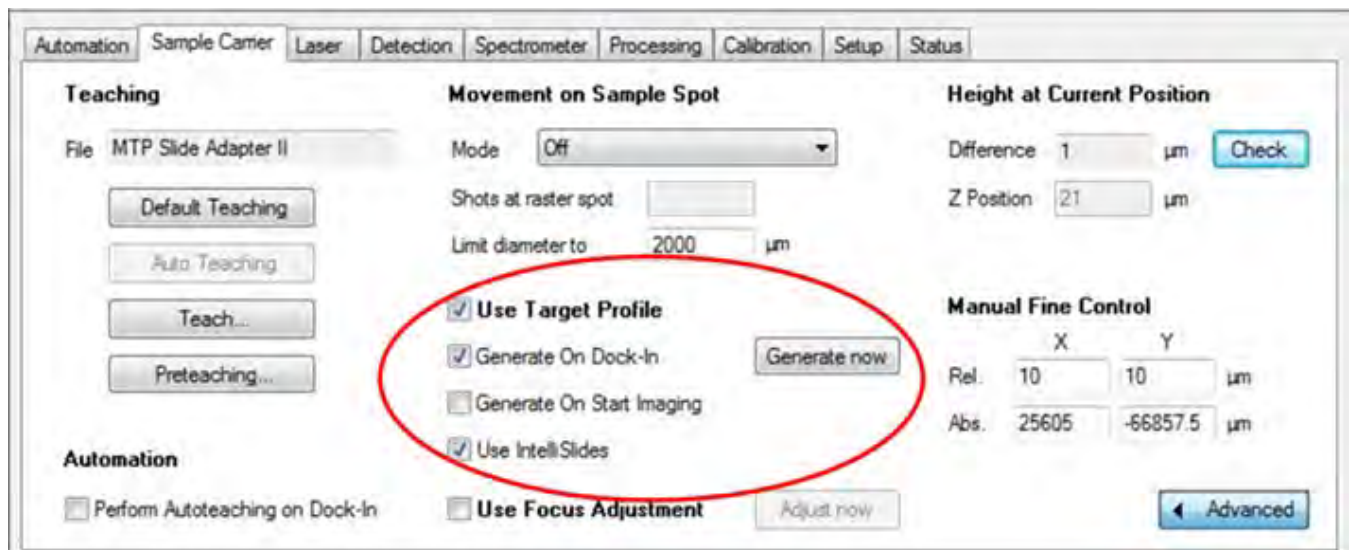 Automation Sample Carrier Laser Detection Spectrometer Processing Calibration Setup Status
Teaching
File MTP Slide Adapter II
Default Teaching
Auto Teaching
Teach...
Preteaching...
Automation
Perform Autoteaching on Dock-In
Movement on Sample Spot
Mode Off
Shots at raster spot
Limit diameter to 2000 µm
Use Target Profile
Generate On Dock-In Generate now
Generate On Start Imaging
Use IntelliSlides
Use Focus Adjustment Adjust now
Height at Current Position
Difference 1 µm Check
Z Position 21 µm
Manual Fine Control
X Y
Rel. 10 10 µm
Abs. 25605 -66857.5 µm
Advanced